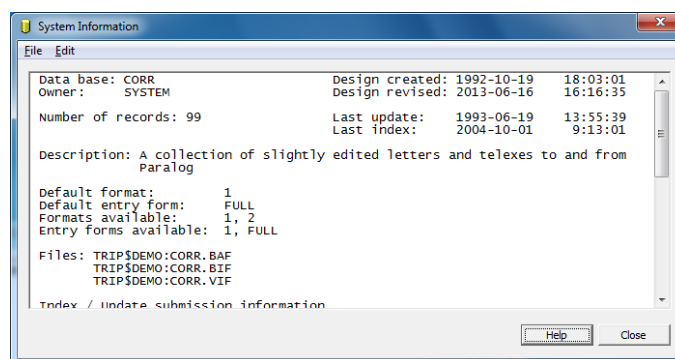 System Information
File Edit
Data base: CORR Design created: 1992-10-19 18:03:01
Owner: SYSTEM Design revised: 2013-06-16 16:16:35
Number of records: 99 Last update: 1993-06-19 13:55:39
Last index: 2004-10-01 9:13:01
Description: A collection of slightly edited letters and telexes to and from
Paralog
Default format: 1
Default entry form: FULL
Formats available: 1, 2
Entry forms available: 1, FULL
Files: TRIP$DEMO:CORR.BAF
TRIP$DEMO:CORR.BIF
TRIP$DEMO:CORR.VIF
Index / Update submission information
Help Close